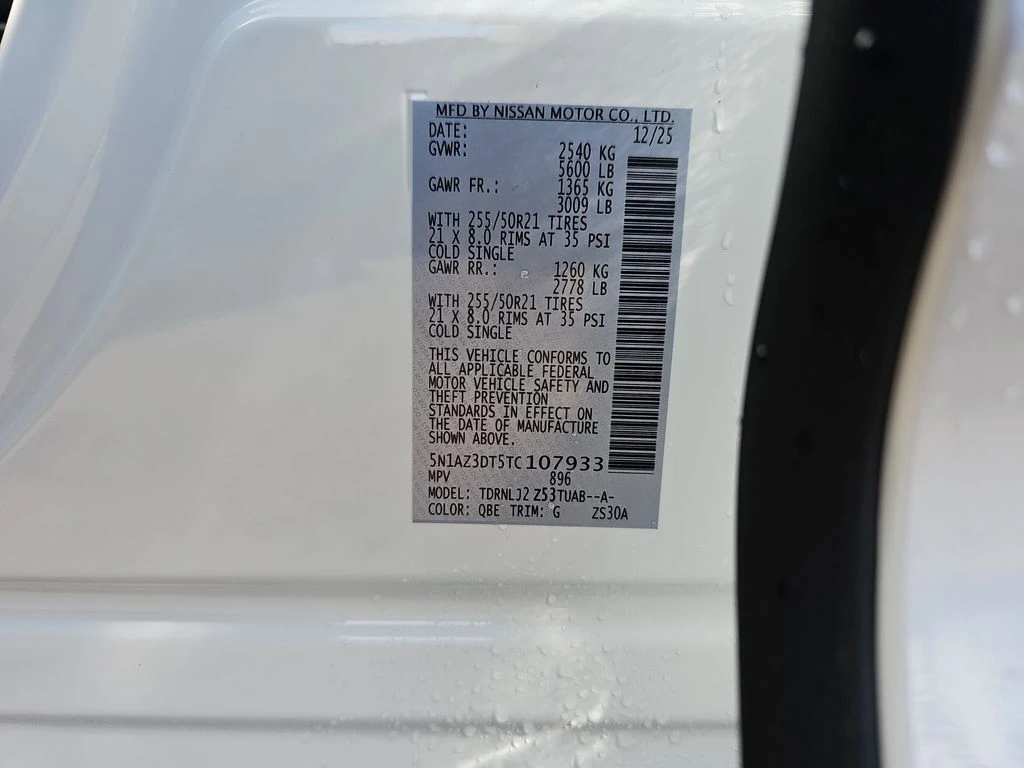 MFD BY NISSAN MOTOR CO., LTD.
DATE: 12/25
GVWR: 2540 KG
5600 LB
GAWR FR.: 1365 KG
3009 LB
WITH 255/50R21 TIRES
21 X 8.0 RIMS AT 35 PSI
COLD SINGLE
GAWR RR.: 1260 KG
2778 LB
WITH 255/50R21 TIRES
21 X 8.0 RIMS AT 35 PSI
COLD SINGLE
THIS VEHICLE CONFORMS TO
ALL APPLICABLE FEDERAL
MOTOR VEHICLE SAFETY AND
THEFT PREVENTION
STANDARDS IN EFFECT ON
THE DATE OF MANUFACTURE
SHOWN ABOVE.
5N1AZ3DT5TC107933
MPV 896
MODEL: TDRNLJ2 Z53TUAB--A-
COLOR: QBE TRIM: G ZS30A